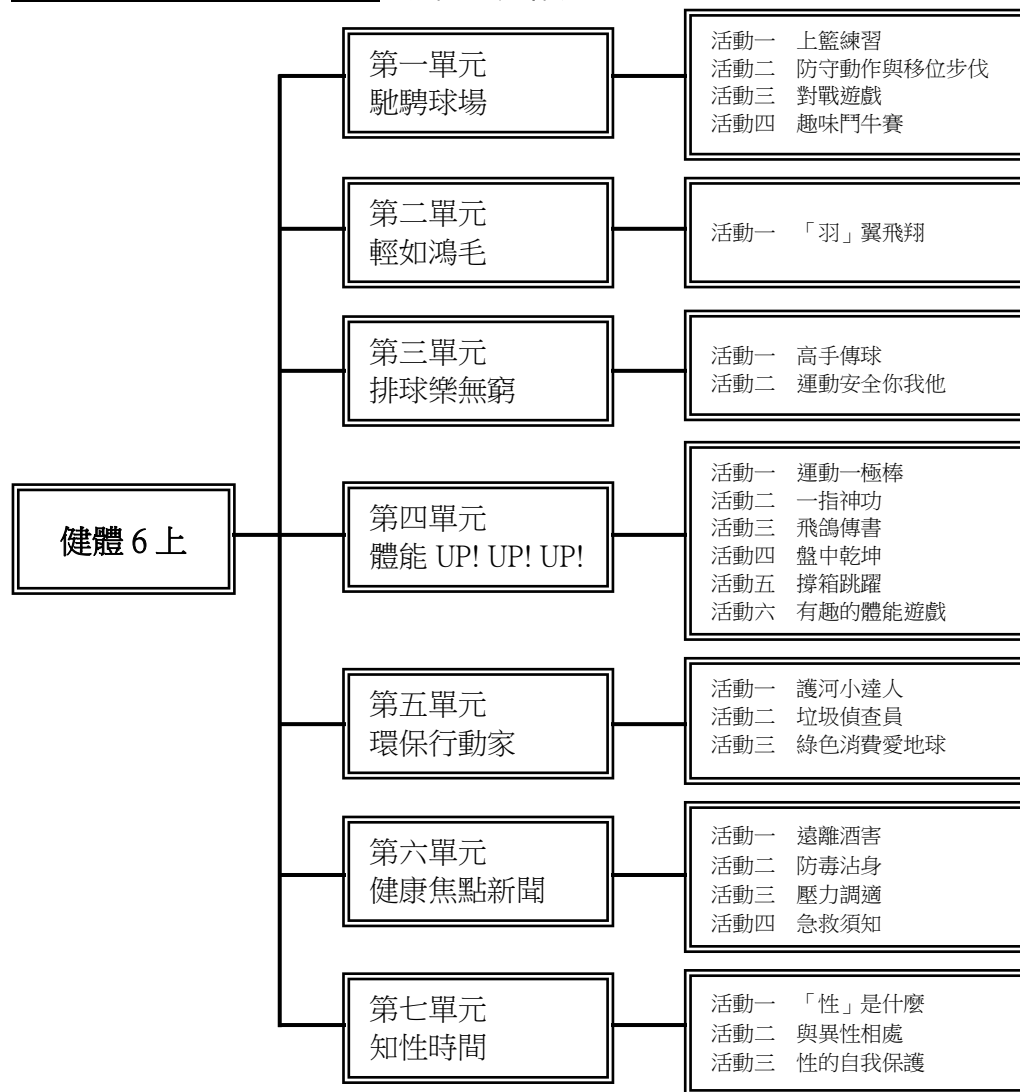 第一單元
馳騁球場
活動一 上籃練習
活動二 防守動作與移位步伐
活動三 對戰遊戲
活動四 趣味鬥牛賽
第二單元
輕如鴻毛
活動一 「羽」翼飛翔
第三單元
排球樂無窮
活動一 高手傳球
活動二 運動安全你我他
健體 6 上
第四單元
體能 UP! UP! UP!
活動一 運動一極棒
活動二 一指神功
活動三 飛鴿傳書
活動四 盤中乾坤
活動五 撐箱跳躍
活動六 有趣的體能遊戲
第五單元
環保行動家
活動一 護河小達人
活動二 垃圾偵查員
活動三 綠色消費愛地球
第六單元
健康焦點新聞
活動一 遠離酒害
活動二 防毒沾身
活動三 壓力調適
活動四 急救須知
第七單元
知性時間
活動一 「性」是什麼
活動二 與異性相處
活動三 性的自我保護